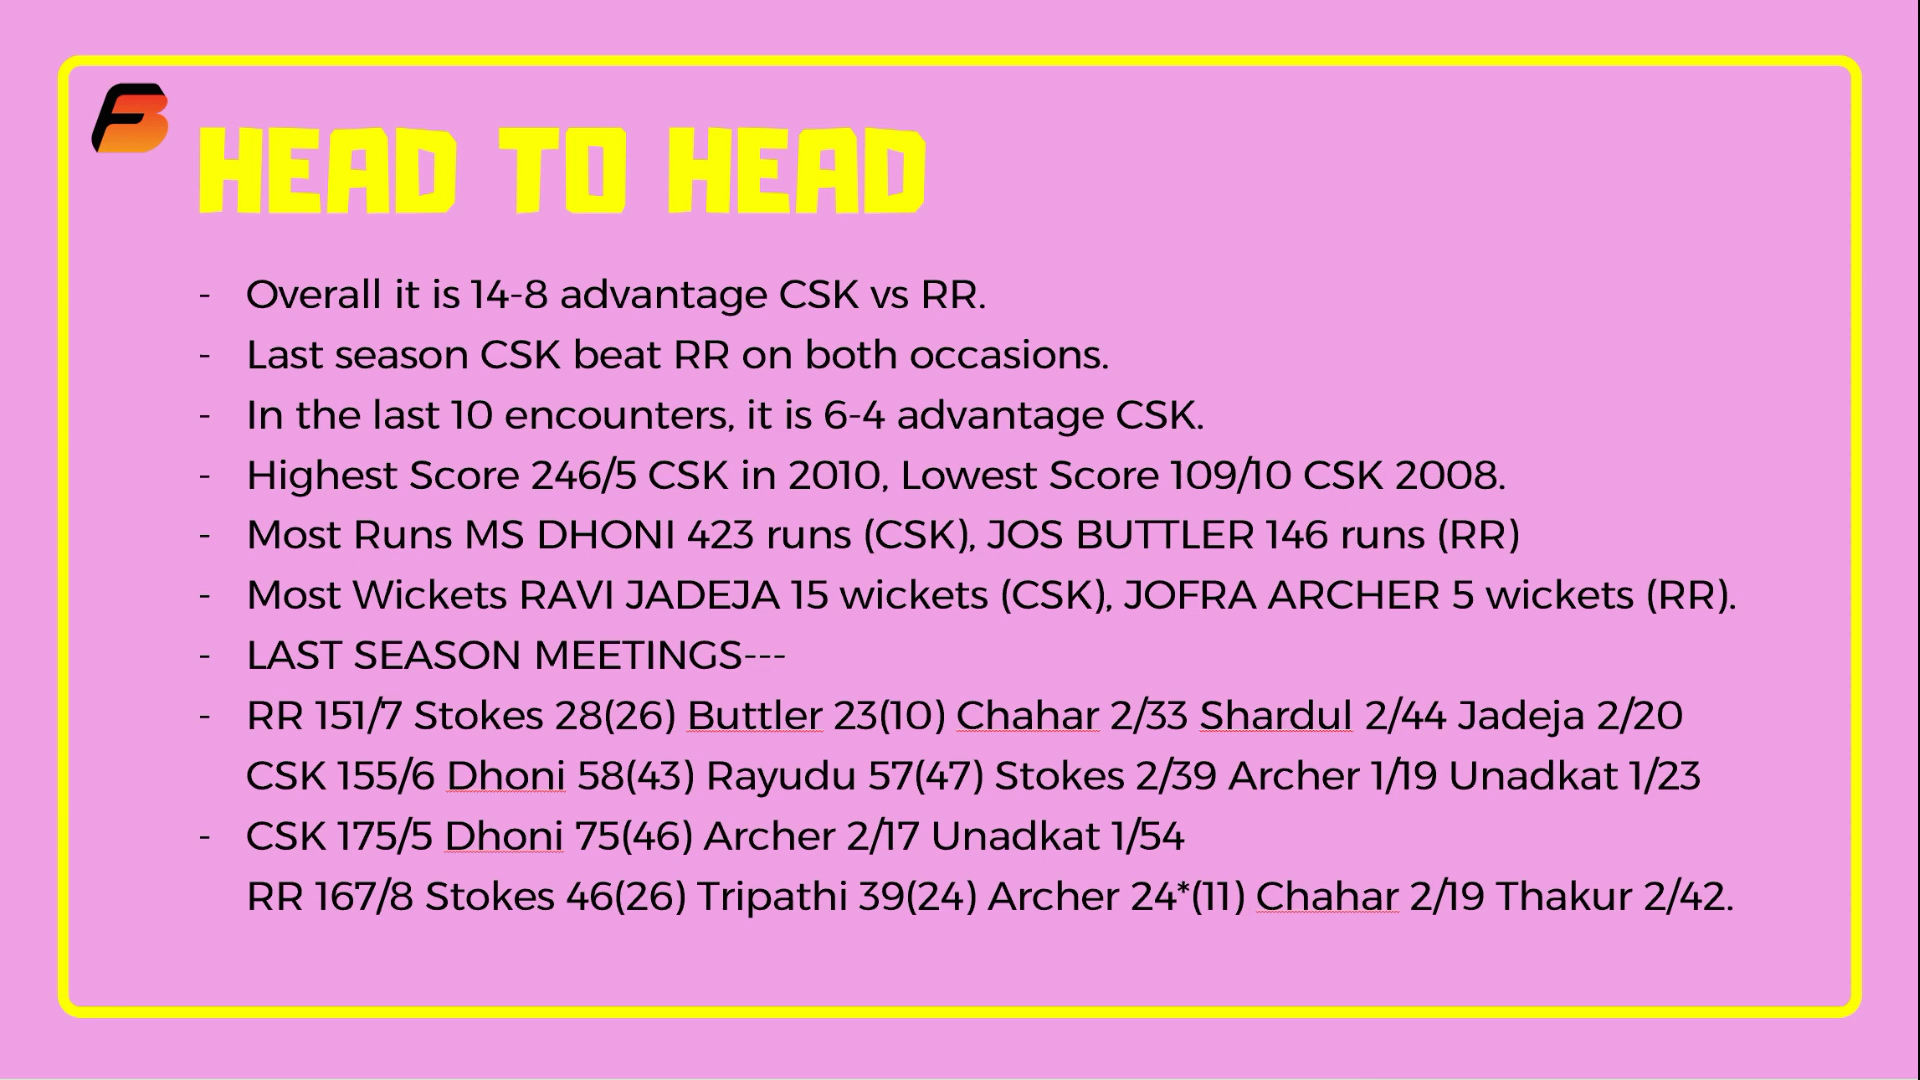 FB
HEAD TO HEAD
- Overall it is 14-8 advantage CSK vs RR.
- Last season CSK beat RR on both occasions.
- In the last 10 encounters, it is 6-4 advantage CSK.
- Highest Score 246/5 CSK in 2010, Lowest Score 109/10 CSK 2008.
- Most Runs MS DHONI 423 runs (CSK), JOS BUTTLER 146 runs (RR)
- Most Wickets RAVI JADEJA 15 wickets (CSK), JOFRA ARCHER 5 wickets (RR).
- LAST SEASON MEETINGS---
- RR 151/7 Stokes 28(26) Buttler 23(10) Chahar 2/33 Shardul 2/44 Jadeja 2/20
CSK 155/6 Dhoni 58(43) Rayudu 57(47) Stokes 2/39 Archer 1/19 Unadkat 1/23
- CSK 175/5 Dhoni 75(46) Archer 2/17 Unadkat 1/54
RR 167/8 Stokes 46(26) Tripathi 39(24) Archer 24*(11) Chahar 2/19 Thakur 2/42.